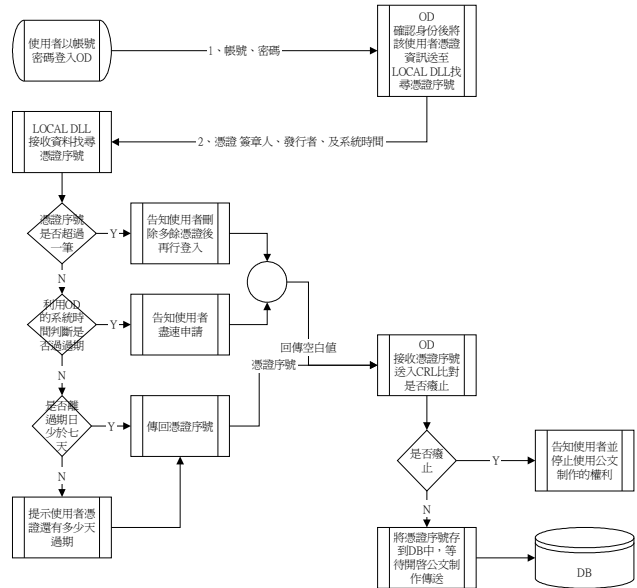 使用者以帳號
密碼登入OD
1、帳號、密碼
OD
確認身份後將
該使用者憑證
資訊送至
LOCAL DLL找
尋憑證序號
2、憑證 簽章人、發行者、及系統時間
LOCAL DLL
接收資料找尋
憑證序號
憑證序號
是否超過
一筆
Y
告知使用者刪
除多餘憑證後
再行登入
N
利用OD
的系統時
間判斷是
否過過期
Y
告知使用者
盡速申請
回傳空白值
憑證序號
N
是否離
過期日
少於七
天
Y
傳回憑證序號
N
提示使用者憑
證還有多少天
過期
OD
接收憑證序號
送入CRL比對
是否癈止
是否癈
止
Y
告知使用者並
停止使用公文
制作的權利
N
將憑證序號存
到DB中，等
待開啓公文制
作傳送
DB